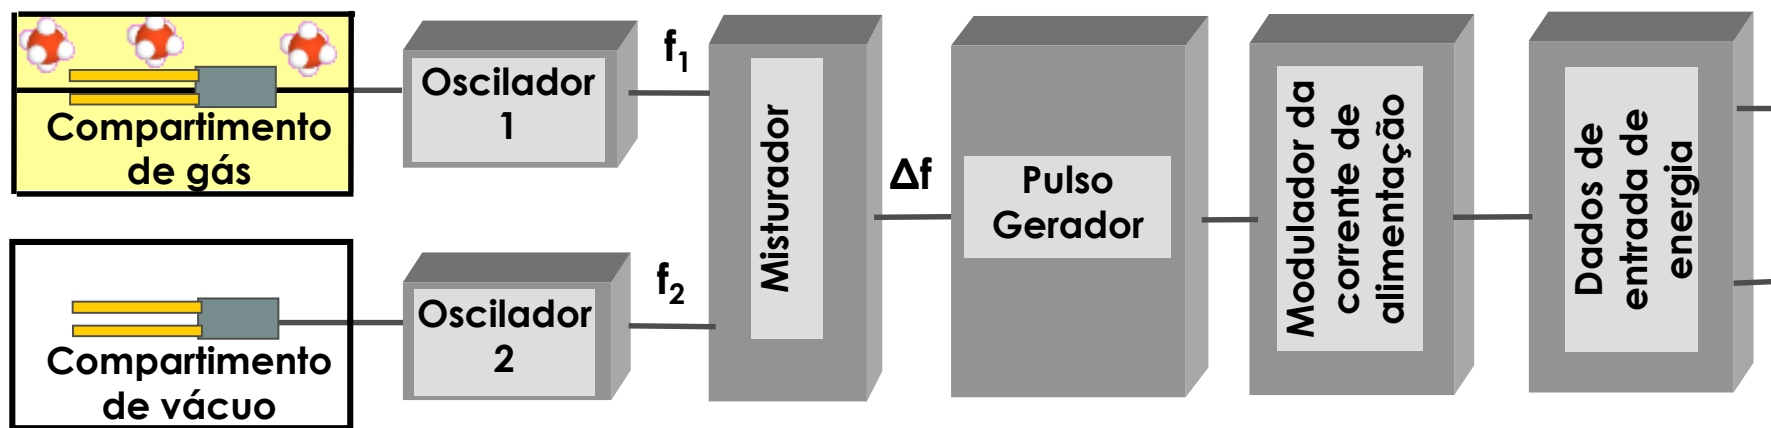 Compartimento
de gás
Oscilador
1
f1
Compartimento
de vácuo
Oscilador
2
f2
Misturador
Δf
Pulso
Gerador
Modulador da
corrente de
alimentação
Dados de
entrada de
energia